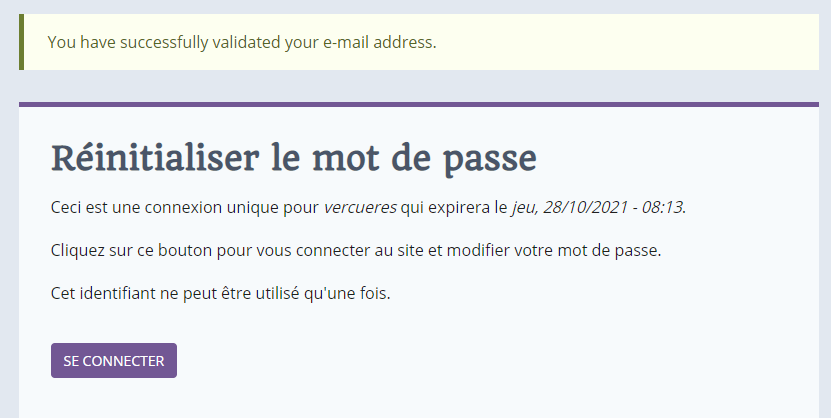 You have successfully validated your e-mail address.
Réinitialiser le mot de passe
Ceci est une connexion unique pour vercueres qui expirera le jeu, 28/10/2021 - 08:13.
Cliquez sur ce bouton pour vous connecter au site et modifier votre mot de passe.
Cet identifiant ne peut être utilisé qu'une fois.
SE CONNECTER